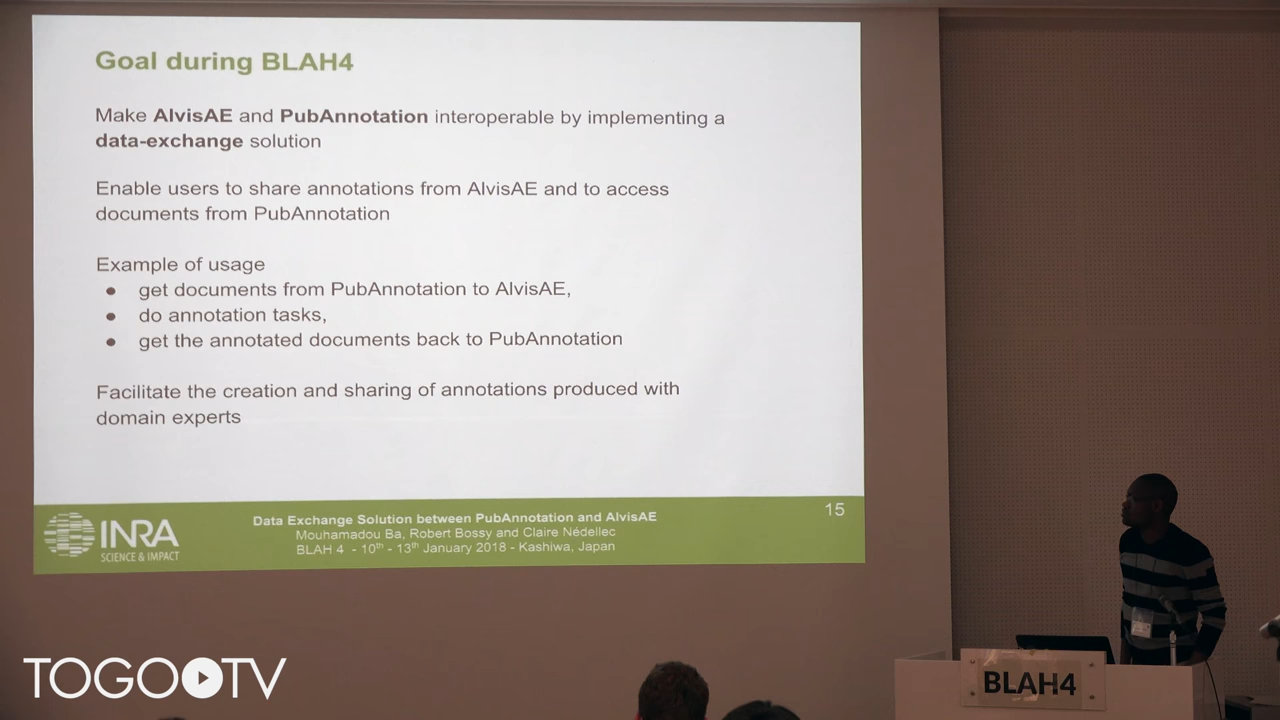 Goal during BLAH4
Make AlvisAE and PubAnnotation interoperable by implementing a
data-exchange solution
Enable users to share annotations from AlvisAE and to access
documents from PubAnnotation
Example of usage
● get documents from PubAnnotation to AlvisAE,
● do annotation tasks,
● get the annotated documents back to PubAnnotation
Facilitate the creation and sharing of annotations produced with
domain experts
INRA
SCIENCE & IMPACT
Data Exchange Solution between PubAnnotation and AlvisAE
Mouhamadou Ba, Robert Bossy and Claire Nédellec
BLAH 4 - 10th - 13th January 2018 - Kashiwa, Japan
15
TOGOTV
BLAH4